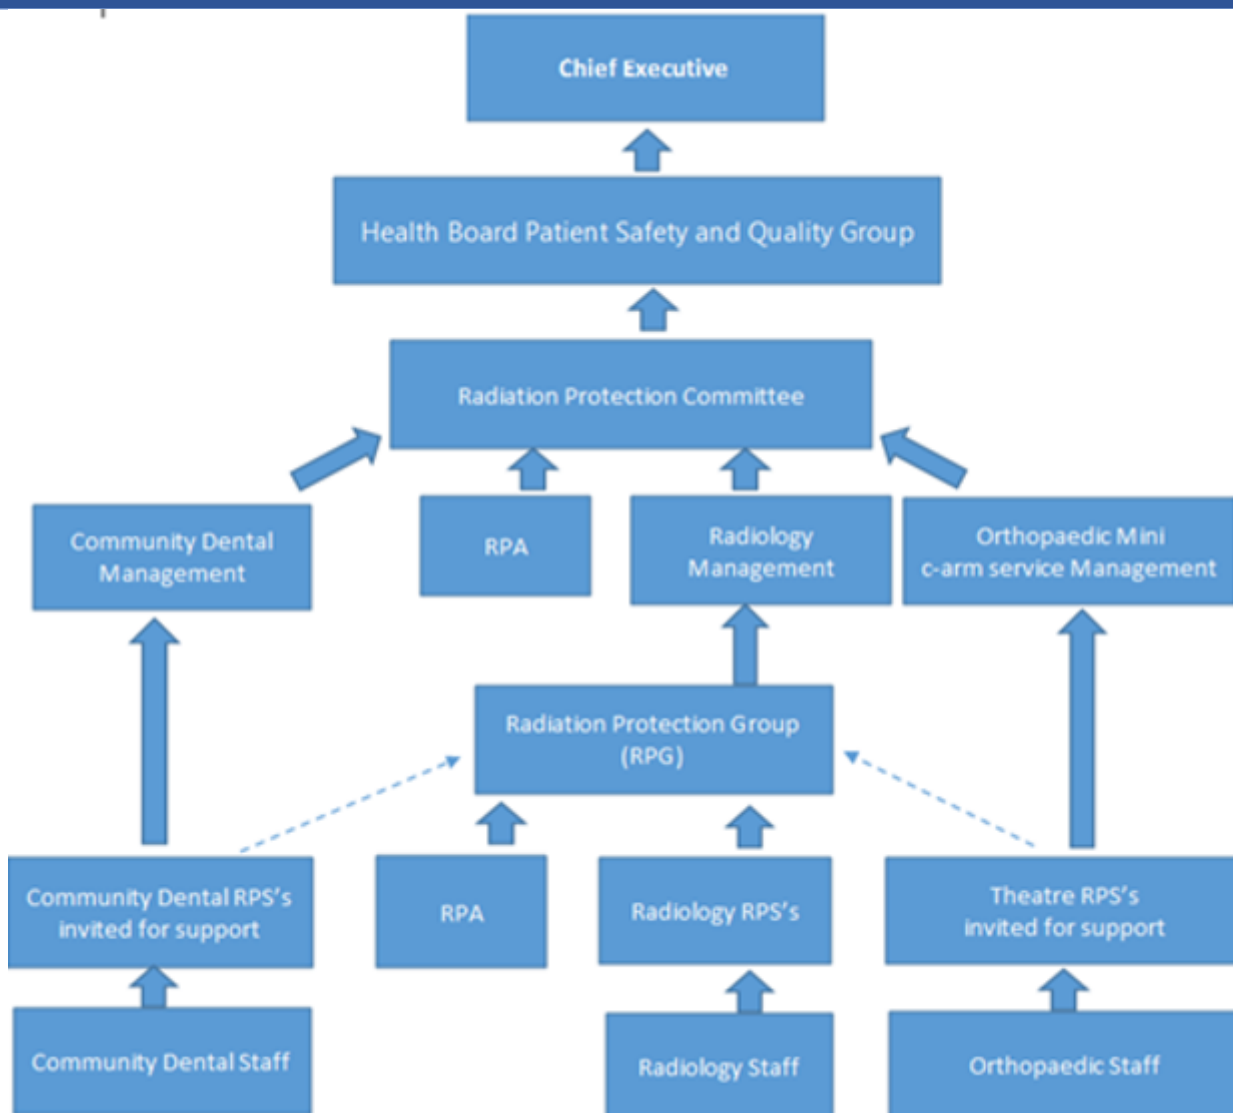 Chief Executive
Health Board Patient Safety and Quality Group
Radiation Protection Committee
Community Dental
Management
RPA
Radiology
Management
Orthopaedic Mini
c-arm service Management
Radiation Protection Group
(RPG)
Community Dental RPS's
invited for support
RPA
Radiology RPS's
Theatre RPS's
invited for support
Community Dental Staff
Radiology Staff
Orthopaedic Staff